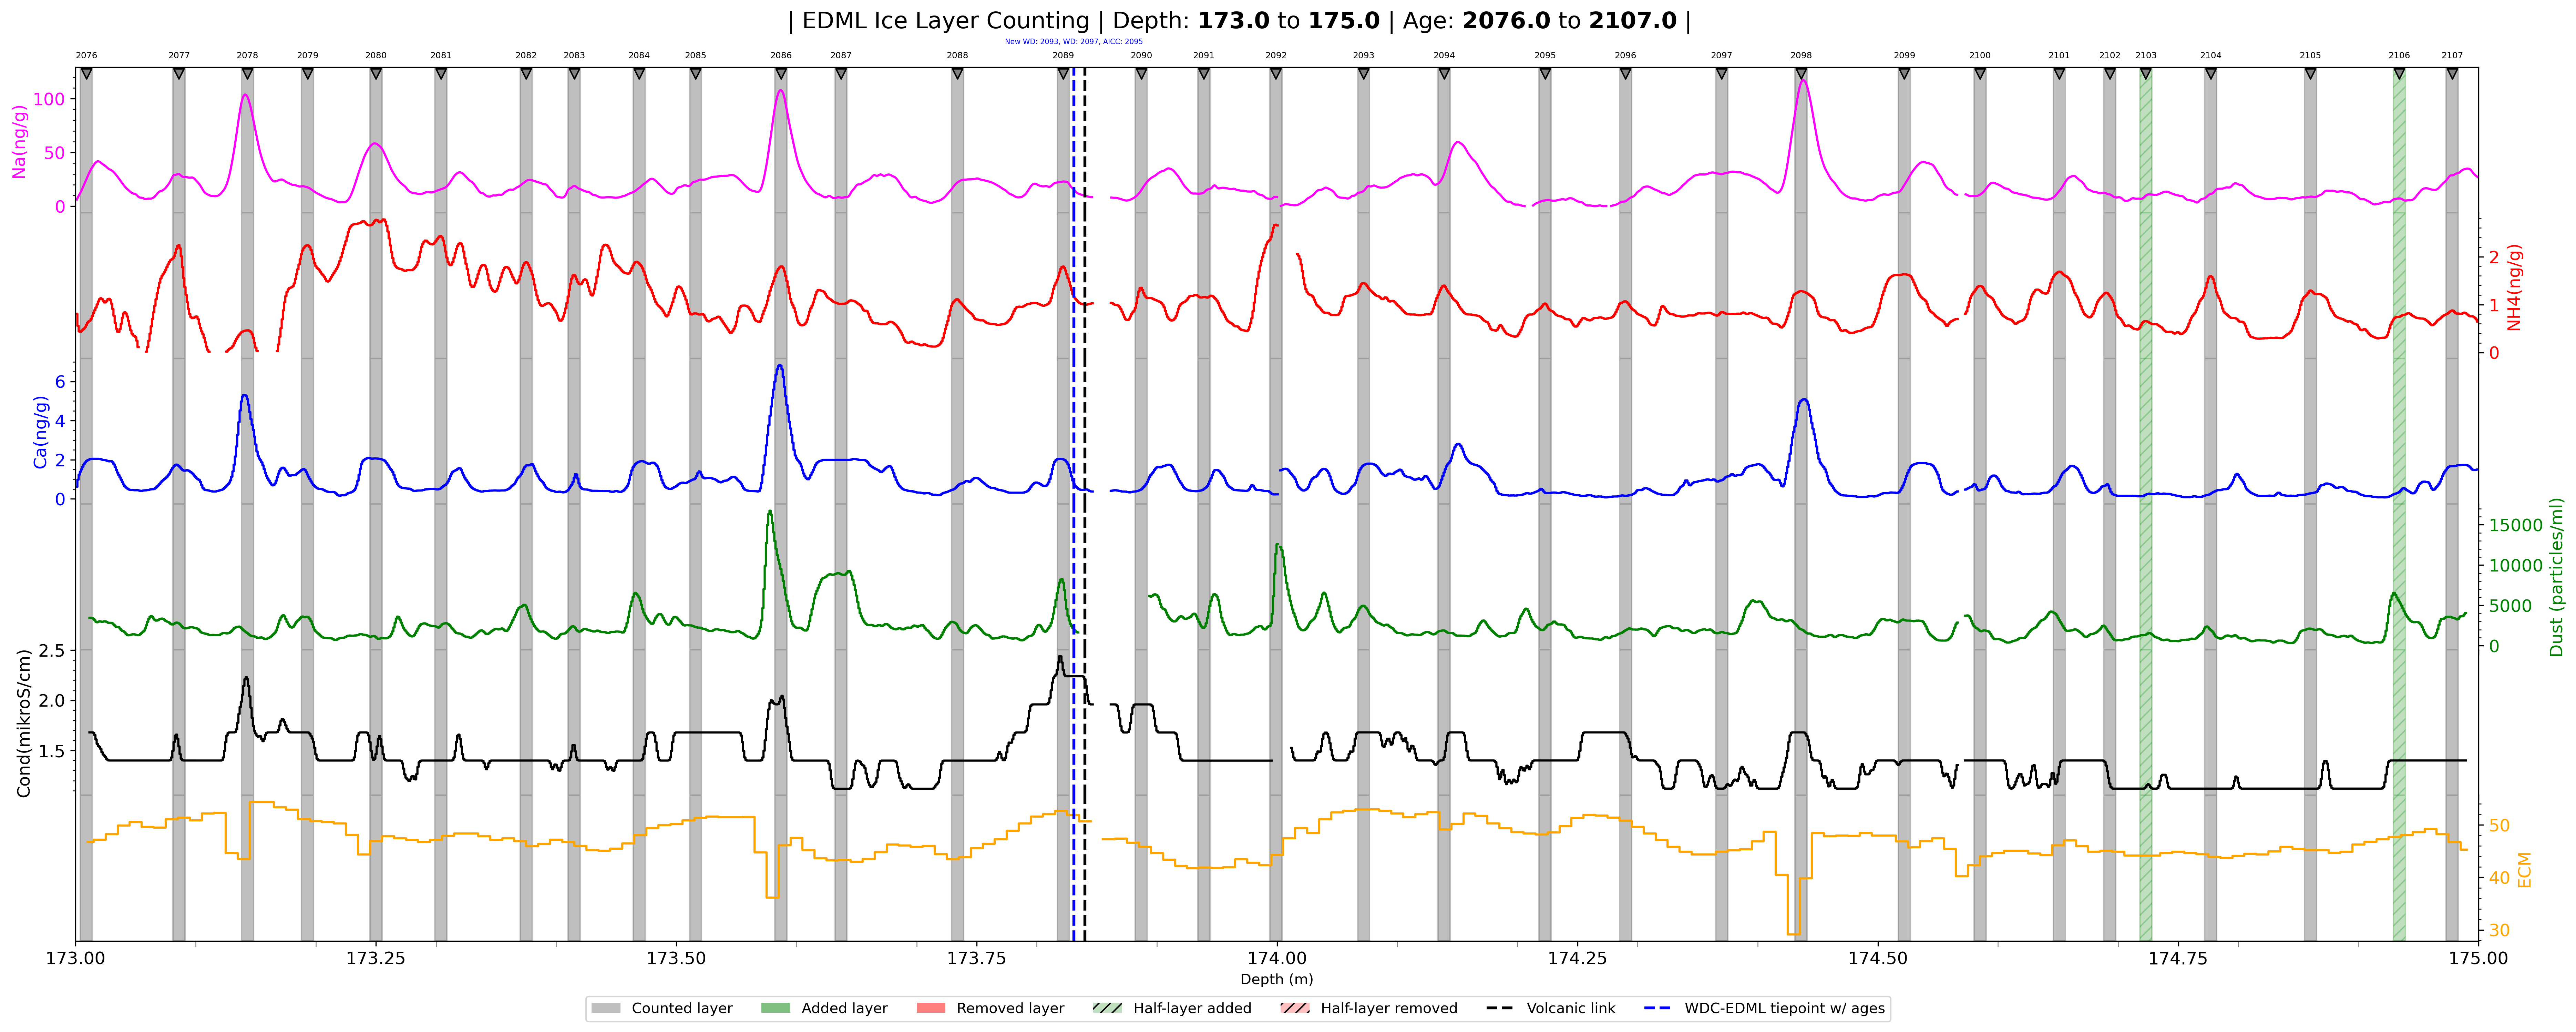 | EDML Ice Layer Counting | Depth: 173.0 to 175.0 | Age: 2076.0 to 2107.0 |
New WD: 2093, WD: 2097, AICC: 2095
2076 2077 2078 2079 2080 2081 2082 2083 2084 2085 2086 2087 2088 2089 2090 2091 2092 2093 2094 2095 2096 2097 2098 2099 2100 2101 2102 2103 2104 2105 2106 2107
Na(ng/g)
100
50
0
NH4(ng/g)
2
1
0
Ca(ng/g)
6
4
2
0
Dust (particles/ml)
15000
10000
5000
0
Cond(mikroS/cm)
2.5
2.0
1.5
ECM
50
40
30
173.00 173.25 173.50 173.75 174.00 174.25 174.50 174.75 175.00
Depth (m)
Counted layer Added layer Removed layer Half-layer added Half-layer removed Volcanic link WDC-EDML tiepoint w/ ages